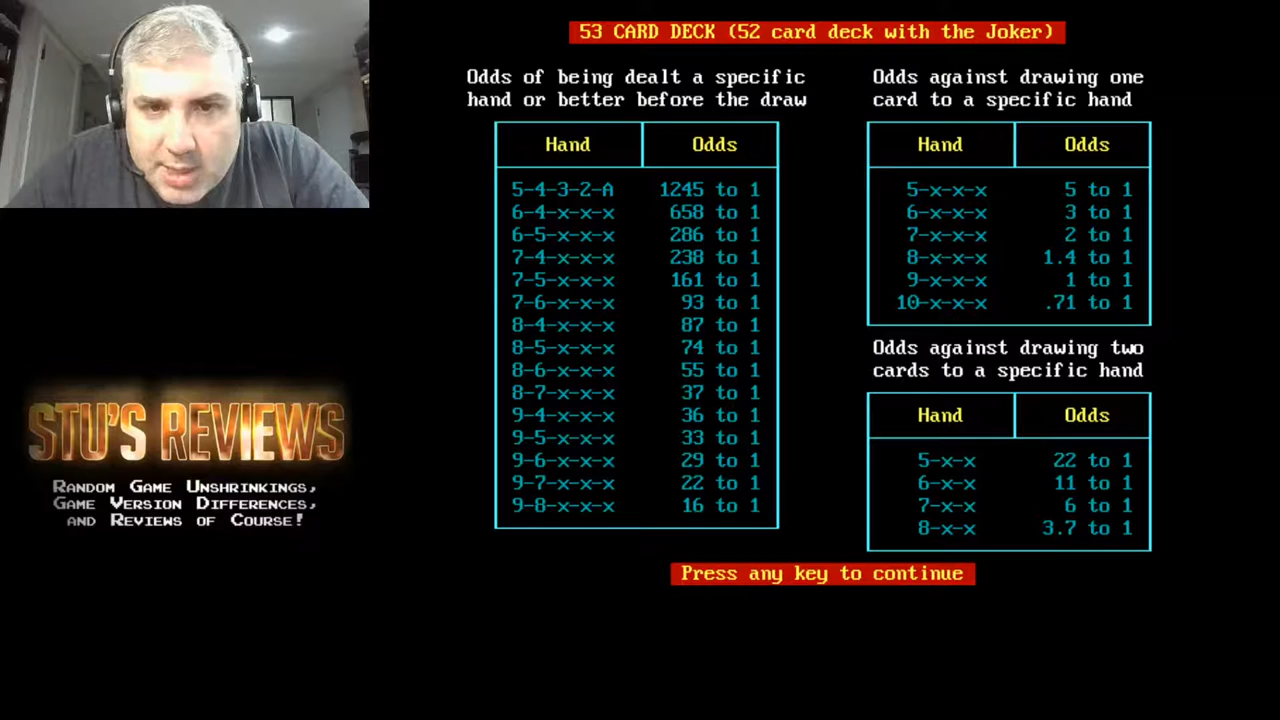 53 CARD DECK (52 card deck with the Joker)
Odds of being dealt a specific
hand or better before the draw
Hand Odds
5-4-3-2-A 1245 to 1
6-4-x-x-x 658 to 1
6-5-x-x-x 286 to 1
7-4-x-x-x 238 to 1
7-5-x-x-x 161 to 1
7-6-x-x-x 93 to 1
8-4-x-x-x 87 to 1
8-5-x-x-x 74 to 1
8-6-x-x-x 55 to 1
8-7-x-x-x 37 to 1
9-4-x-x-x 36 to 1
9-5-x-x-x 33 to 1
9-6-x-x-x 29 to 1
9-7-x-x-x 22 to 1
9-8-x-x-x 16 to 1
Odds against drawing one
card to a specific hand
Hand Odds
5-x-x-x 5 to 1
6-x-x-x 3 to 1
7-x-x-x 2 to 1
8-x-x-x 1.4 to 1
9-x-x-x 1 to 1
10-x-x-x .71 to 1
Odds against drawing two
cards to a specific hand
Hand Odds
5-x-x 22 to 1
6-x-x 11 to 1
7-x-x 6 to 1
8-x-x 3.7 to 1
Press any key to continue
STU'S REVIEWS
RANDOM GAME UNSHRINKINGS,
GAME VERSION DIFFERENCES,
AND REVIEWS OF COURSE!